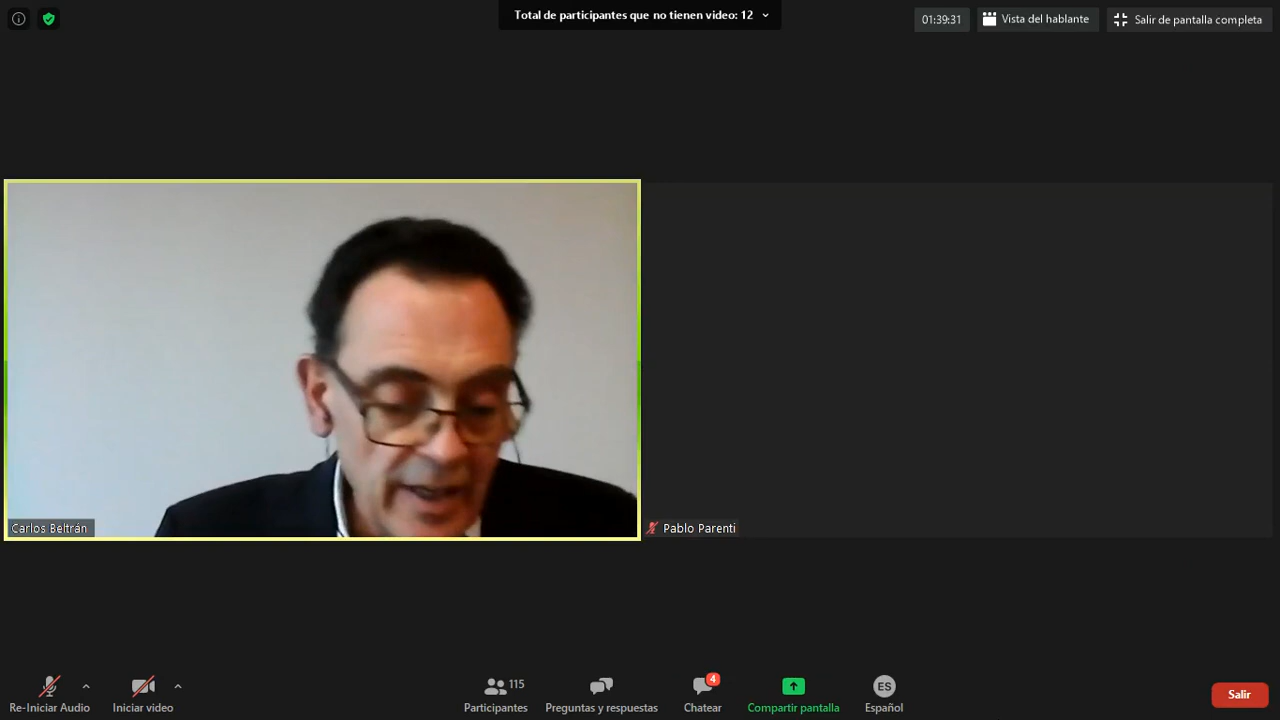 Total de participantes que no tienen video: 12
01:39:31
Vista del hablante
Salir de pantalla completa
Carlos Beltrán
Pablo Parenti
Re-Iniciar Audio
Iniciar video
115
Participantes
Preguntas y respuestas
4
Chatear
Compartir pantalla
ES
Español
Salir